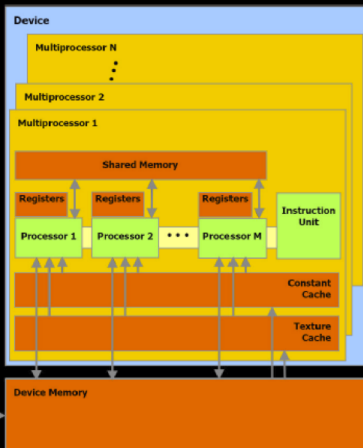 Device
Multiprocessor N
Multiprocessor 2
Multiprocessor 1
Shared Memory
Registers Registers Registers
Instruction
Unit
Processor 1 Processor 2 Processor M
Constant
Cache
Texture
Cache
Device Memory